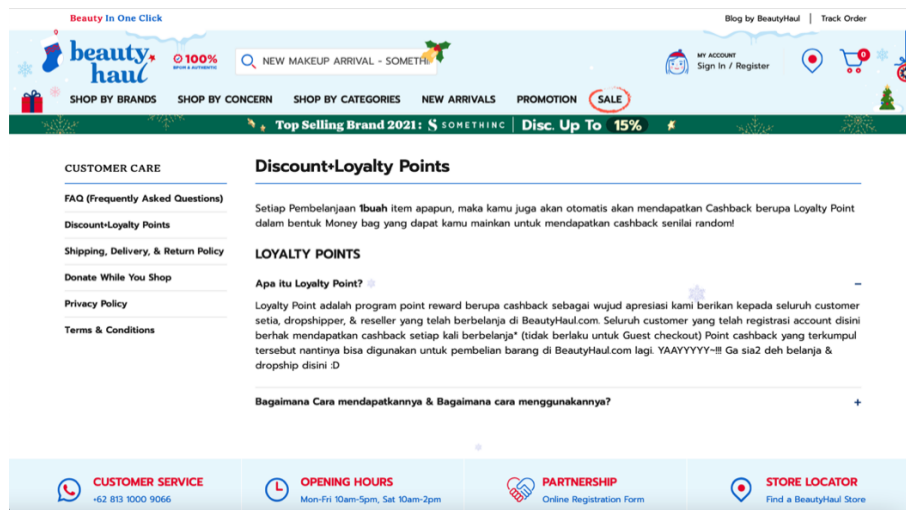 Beauty In One Click
Blog by BeautyHaul | Track Order
beauty haul
100%
BPOM & AUTHENTIC
NEW MAKEUP ARRIVAL - SOMETHI
MY ACCOUNT
Sign In / Register
0
SHOP BY BRANDS SHOP BY CONCERN SHOP BY CATEGORIES NEW ARRIVALS PROMOTION SALE
Top Selling Brand 2021: S SOMETHINC | Disc. Up To 15%
CUSTOMER CARE
FAQ (Frequently Asked Questions)
Discount+Loyalty Points
Shipping, Delivery, & Return Policy
Donate While You Shop
Privacy Policy
Terms & Conditions
Discount+Loyalty Points
Setiap Pembelanjaan 1buah item apapun, maka kamu juga akan otomatis akan mendapatkan Cashback berupa Loyalty Point
dalam bentuk Money bag yang dapat kamu mainkan untuk mendapatkan cashback senilai random!
LOYALTY POINTS
Apa itu Loyalty Point? −
Loyalty Point adalah program point reward berupa cashback sebagai wujud apresiasi kami berikan kepada seluruh customer
setia, dropshipper, & reseller yang telah berbelanja di BeautyHaul.com. Seluruh customer yang telah registrasi account disini
berhak mendapatkan cashback setiap kali berbelanja* (tidak berlaku untuk Guest checkout) Point cashback yang terkumpul
tersebut nantinya bisa digunakan untuk pembelian barang di BeautyHaul.com lagi. YAAYYYYY~!!! Ga sia2 deh belanja &
dropship disini :D
Bagaimana Cara mendapatkannya & Bagaimana cara menggunakannya? +
CUSTOMER SERVICE
+62 813 1000 9066
OPENING HOURS
Mon-Fri 10am-5pm, Sat 10am-2pm
PARTNERSHIP
Online Registration Form
STORE LOCATOR
Find a BeautyHaul Store